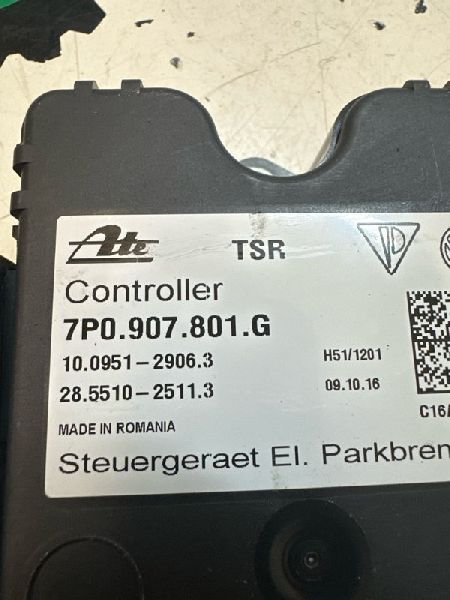 Ate TSR
Controller
7P0.907.801.G
10.0951-2906.3 H51/1201
28.5510-2511.3 09.10.16
C16
MADE IN ROMANIA
Steuergeraet El. Parkbrem